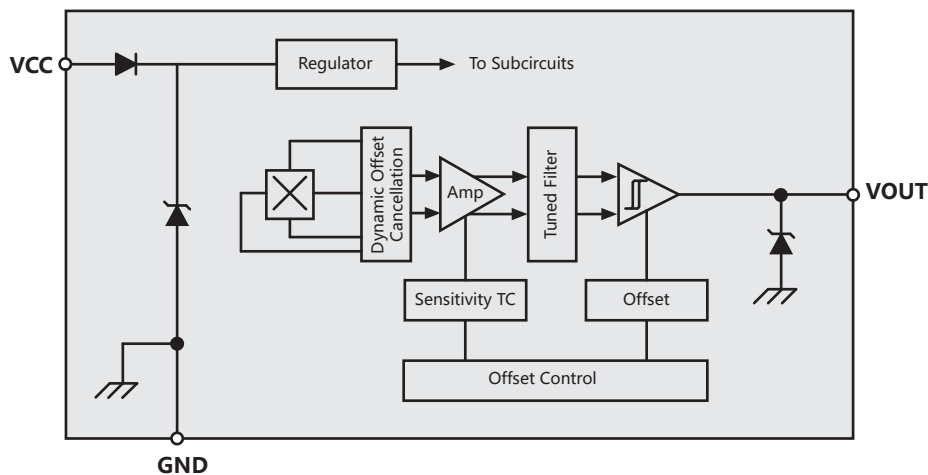 VCC
Regulator
To Subcircuits
Dynamic Offset
Cancellation
Amp
Tuned Filter
VOUT
Sensitivity TC
Offset
Offset Control
GND